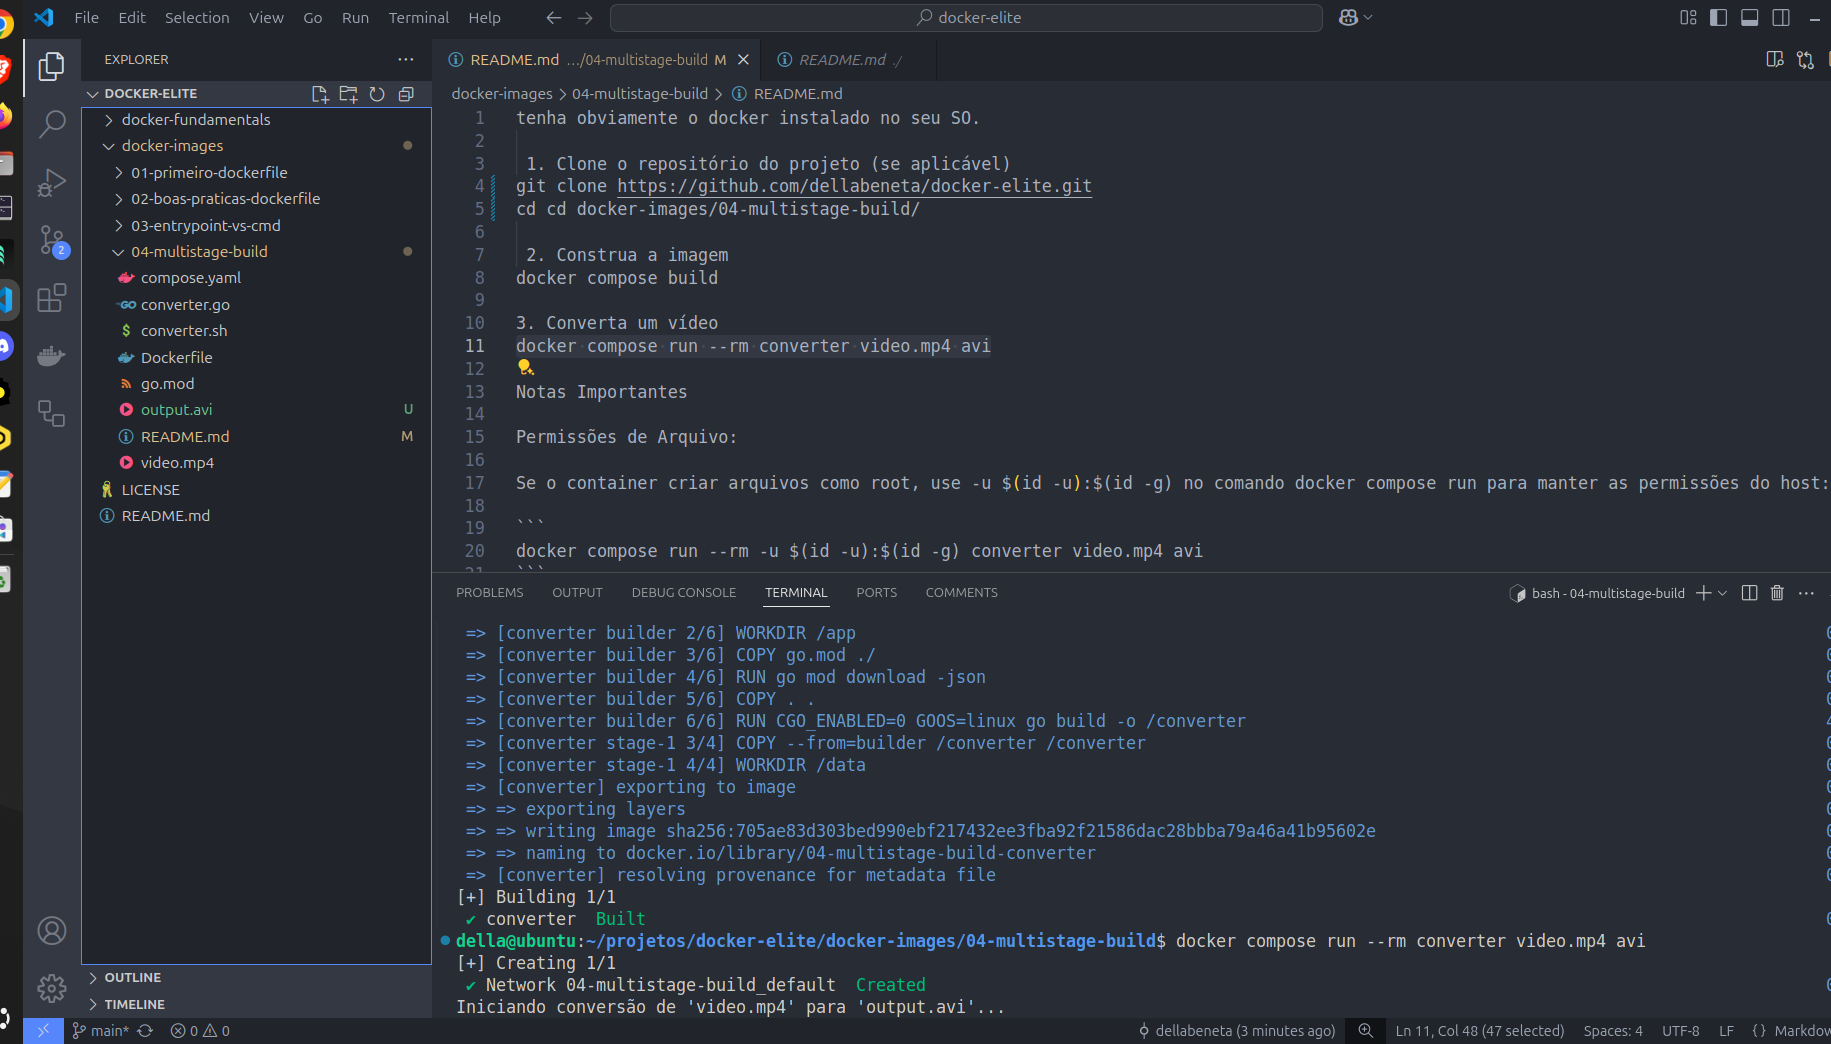 File Edit Selection View Go Run Terminal Help
docker-elite
EXPLORER
DOCKER-ELITE
docker-fundamentals
docker-images
01-primeiro-dockerfile
02-boas-praticas-dockerfile
03-entrypoint-vs-cmd
04-multistage-build
compose.yaml
GO converter.go
$ converter.sh
Dockerfile
go.mod
output.avi U
README.md M
video.mp4
LICENSE
README.md
OUTLINE
TIMELINE
2
README.md .../04-multistage-build M
README.md ./
docker-images > 04-multistage-build > README.md
1 tenha obviamente o docker instalado no seu SO.
2
3 1. Clone o repositório do projeto (se aplicável)
4 git clone https://github.com/dellabeneta/docker-elite.git
5 cd cd docker-images/04-multistage-build/
6
7 2. Construa a imagem
8 docker compose build
9
10 3. Converta um vídeo
11 docker compose run --rm converter video.mp4 avi
12
13 Notas Importantes
14
15 Permissões de Arquivo:
16
17 Se o container criar arquivos como root, use -u $(id -u):$(id -g) no comando docker compose run para manter as permissões do host:
18
19 ```
20 docker compose run --rm -u $(id -u):$(id -g) converter video.mp4 avi
21 ```
PROBLEMS OUTPUT DEBUG CONSOLE TERMINAL PORTS COMMENTS
bash - 04-multistage-build
=> [converter builder 2/6] WORKDIR /app
=> [converter builder 3/6] COPY go.mod ./
=> [converter builder 4/6] RUN go mod download -json
=> [converter builder 5/6] COPY . .
=> [converter builder 6/6] RUN CGO_ENABLED=0 GOOS=linux go build -o /converter
=> [converter stage-1 3/4] COPY --from=builder /converter /converter
=> [converter stage-1 4/4] WORKDIR /data
=> [converter] exporting to image
=> => exporting layers
=> => writing image sha256:705ae83d303bed990ebf217432ee3fba92f21586dac28bbba79a46a41b95602e
=> => naming to docker.io/library/04-multistage-build-converter
=> [converter] resolving provenance for metadata file
[+] Building 1/1
✔ converter Built
della@ubuntu:~/projetos/docker-elite/docker-images/04-multistage-build$ docker compose run --rm converter video.mp4 avi
[+] Creating 1/1
✔ Network 04-multistage-build_default Created
Iniciando conversão de 'video.mp4' para 'output.avi'...
main* 0 0
dellabeneta (3 minutes ago) Ln 11, Col 48 (47 selected) Spaces: 4 UTF-8 LF {} Markdow